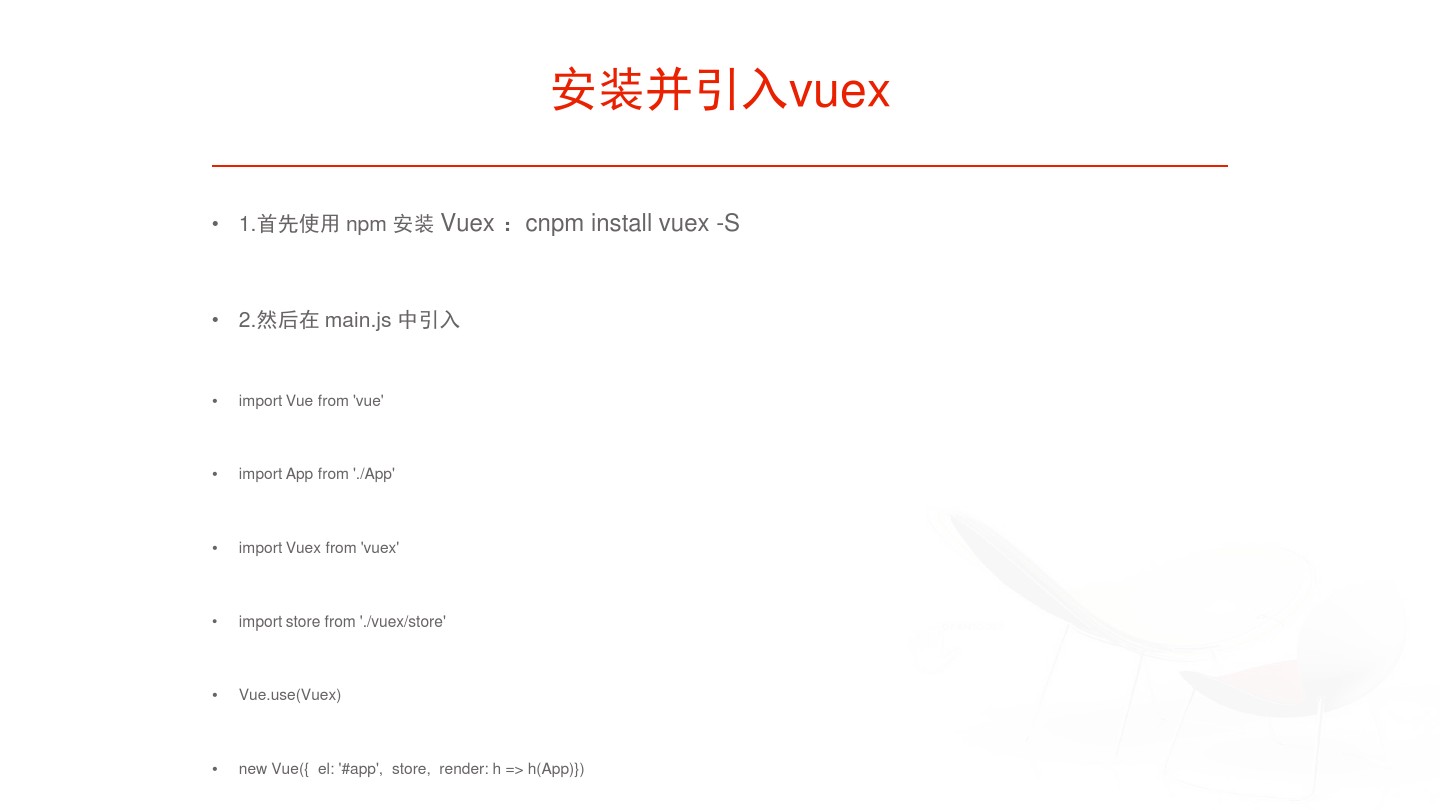 安装并引入vuex
• 1.首先使用 npm 安装 Vuex ：cnpm install vuex -S
• 2.然后在 main.js 中引入
• import Vue from 'vue'
• import App from './App'
• import Vuex from 'vuex'
• import store from './vuex/store'
• Vue.use(Vuex)
• new Vue({  el: '#app',  store,  render: h => h(App)})